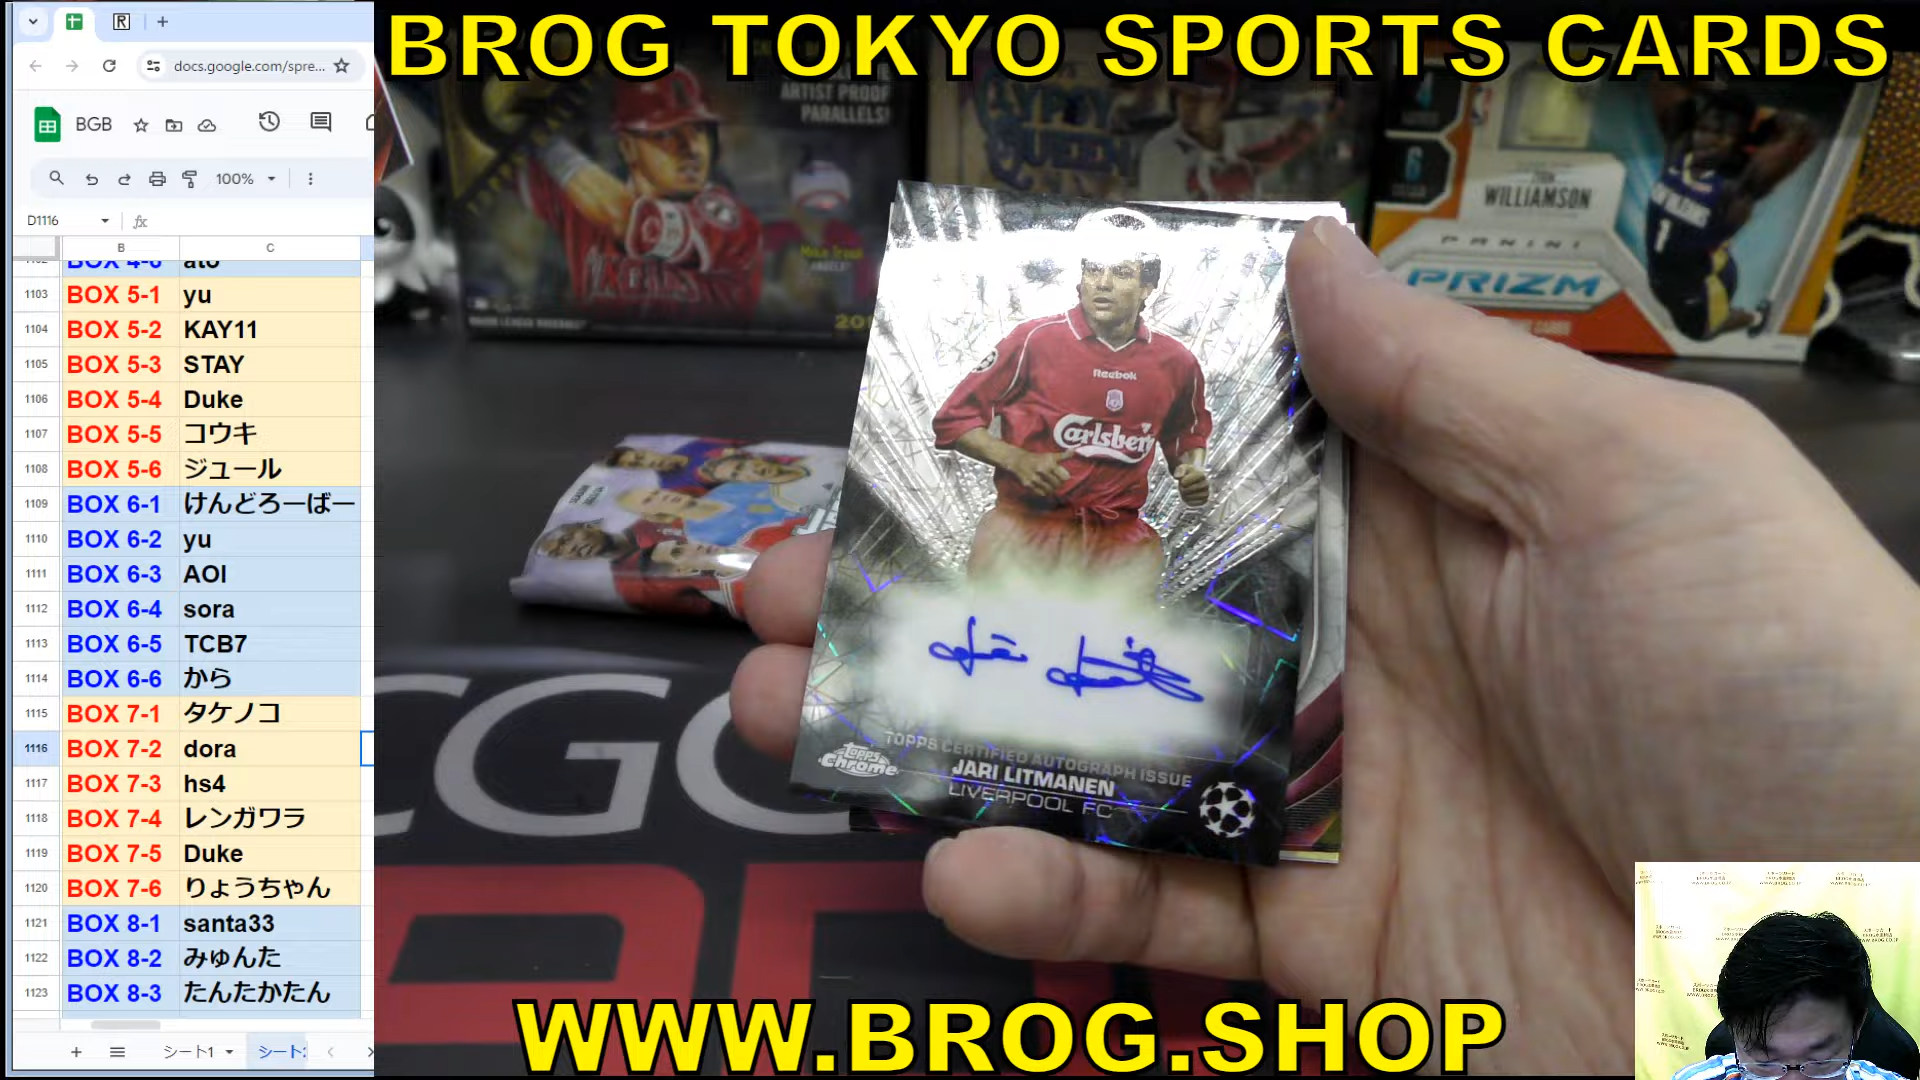 BROG TOKYO SPORTS CARDS
docs.google.com/spre...
BGB
100%
D1116
fx
B C
1103 BOX 5-1 yu
1104 BOX 5-2 KAY11
1105 BOX 5-3 STAY
1106 BOX 5-4 Duke
1107 BOX 5-5 コウキ
1108 BOX 5-6 ジュール
1109 BOX 6-1 けんどろーばー
1110 BOX 6-2 yu
1111 BOX 6-3 AOI
1112 BOX 6-4 sora
1113 BOX 6-5 TCB7
1114 BOX 6-6 から
1115 BOX 7-1 タケノコ
1116 BOX 7-2 dora
1117 BOX 7-3 hs4
1118 BOX 7-4 レンガワラ
1119 BOX 7-5 Duke
1120 BOX 7-6 りょうちゃん
1121 BOX 8-1 santa33
1122 BOX 8-2 みゅんた
1123 BOX 8-3 たんたかたん
シート1
ARTIST PROOF
PARALLELS!
Mike Trout
GYPSY
QUEEN
WILLIAMSON
PANINI
PRIZM
Reebok
Carlsberg
TOPPS CERTIFIED AUTOGRAPH ISSUE
Topps
Chrome
JARI LITMANEN
LIVERPOOL FC
WWW.BROG.SHOP